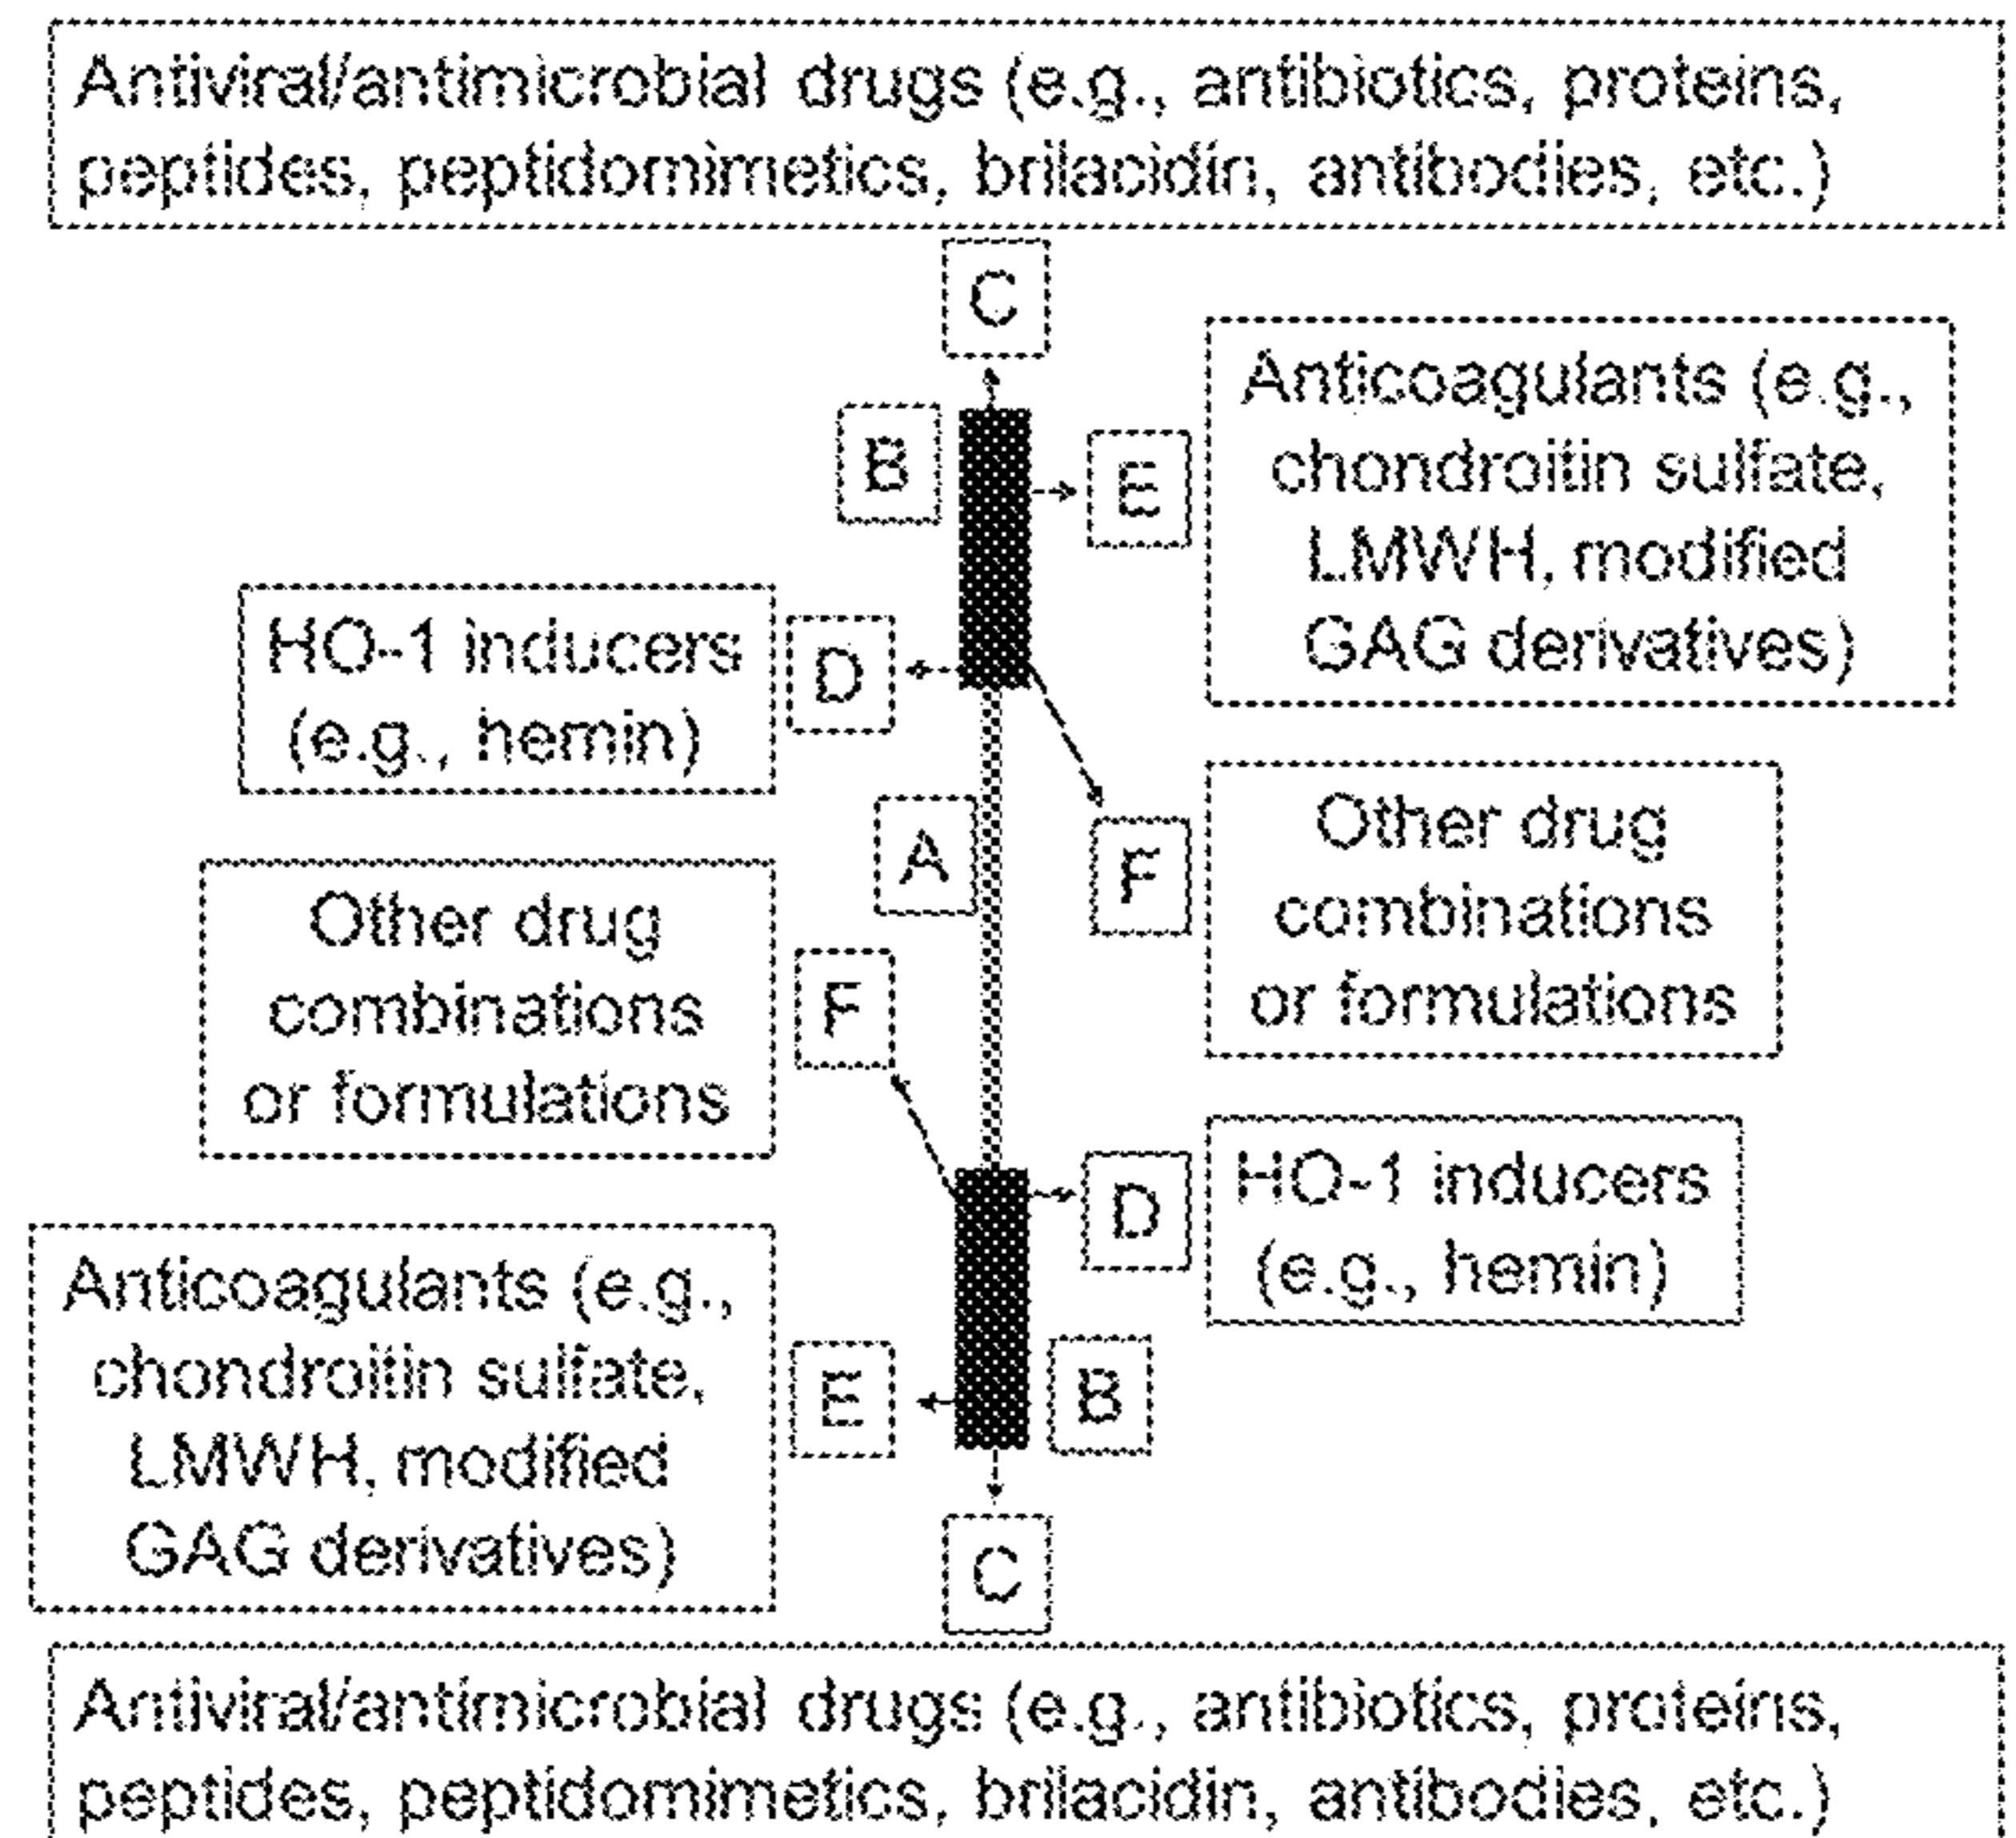 Antiviral/antimicrobial drugs (e.g., antibiotics, proteins,
peptides, peptidomimetics, brilacidin, antibodies, etc.)
C
B
E
Anticoagulants (e.g.,
chondroitin sulfate,
LMWH, modified
GAG derivatives)
HO-1 inducers
(e.g., hemin)
D
A
F
Other drug
combinations
or formulations
Other drug
combinations
or formulations
F
D
HO-1 inducers
(e.g., hemin)
Anticoagulants (e.g.,
chondroitin sulfate,
LMWH, modified
GAG derivatives)
E
B
C
Antiviral/antimicrobial drugs (e.g., antibiotics, proteins,
peptides, peptidomimetics, brilacidin, antibodies, etc.)